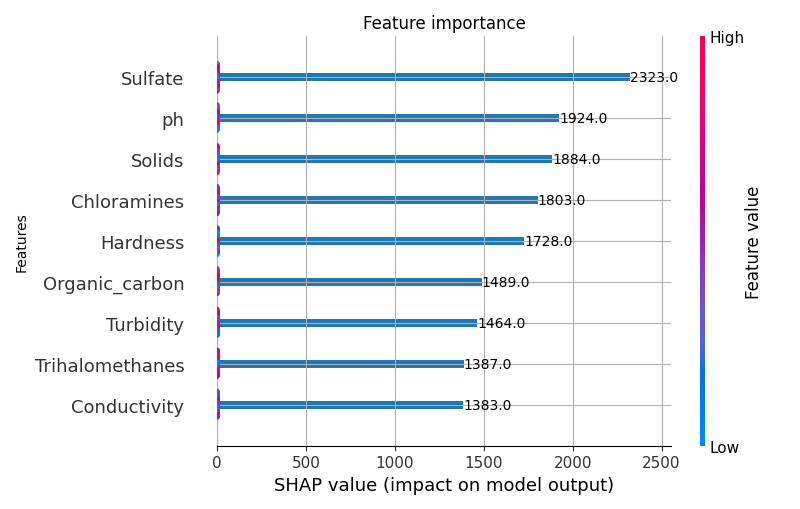 Feature importance
High
Sulfate
2323.0
ph
1924.0
Solids
1884.0
Chloramines
1803.0
Hardness
1728.0
Organic_carbon
1489.0
Turbidity
1464.0
Trihalomethanes
1387.0
Conductivity
1383.0
Features
Feature value
Low
0
500
1000
1500
2000
2500
SHAP value (impact on model output)